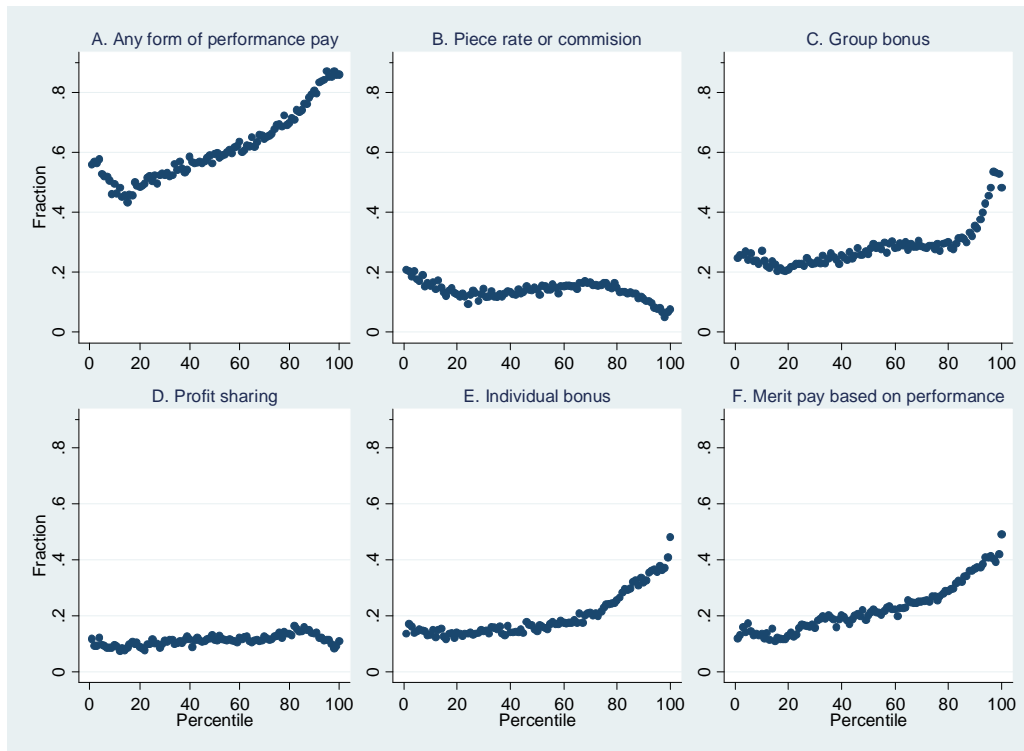 A. Any form of performance pay
B. Piece rate or commision
C. Group bonus
Fraction
0 .2 .4 .6 .8
0 20 40 60 80 100
0 .2 .4 .6 .8
0 20 40 60 80 100
0 .2 .4 .6 .8
0 20 40 60 80 100
D. Profit sharing
E. Individual bonus
F. Merit pay based on performance
Fraction
0 .2 .4 .6 .8
0 20 40 60 80 100
Percentile
0 .2 .4 .6 .8
0 20 40 60 80 100
Percentile
0 .2 .4 .6 .8
0 20 40 60 80 100
Percentile